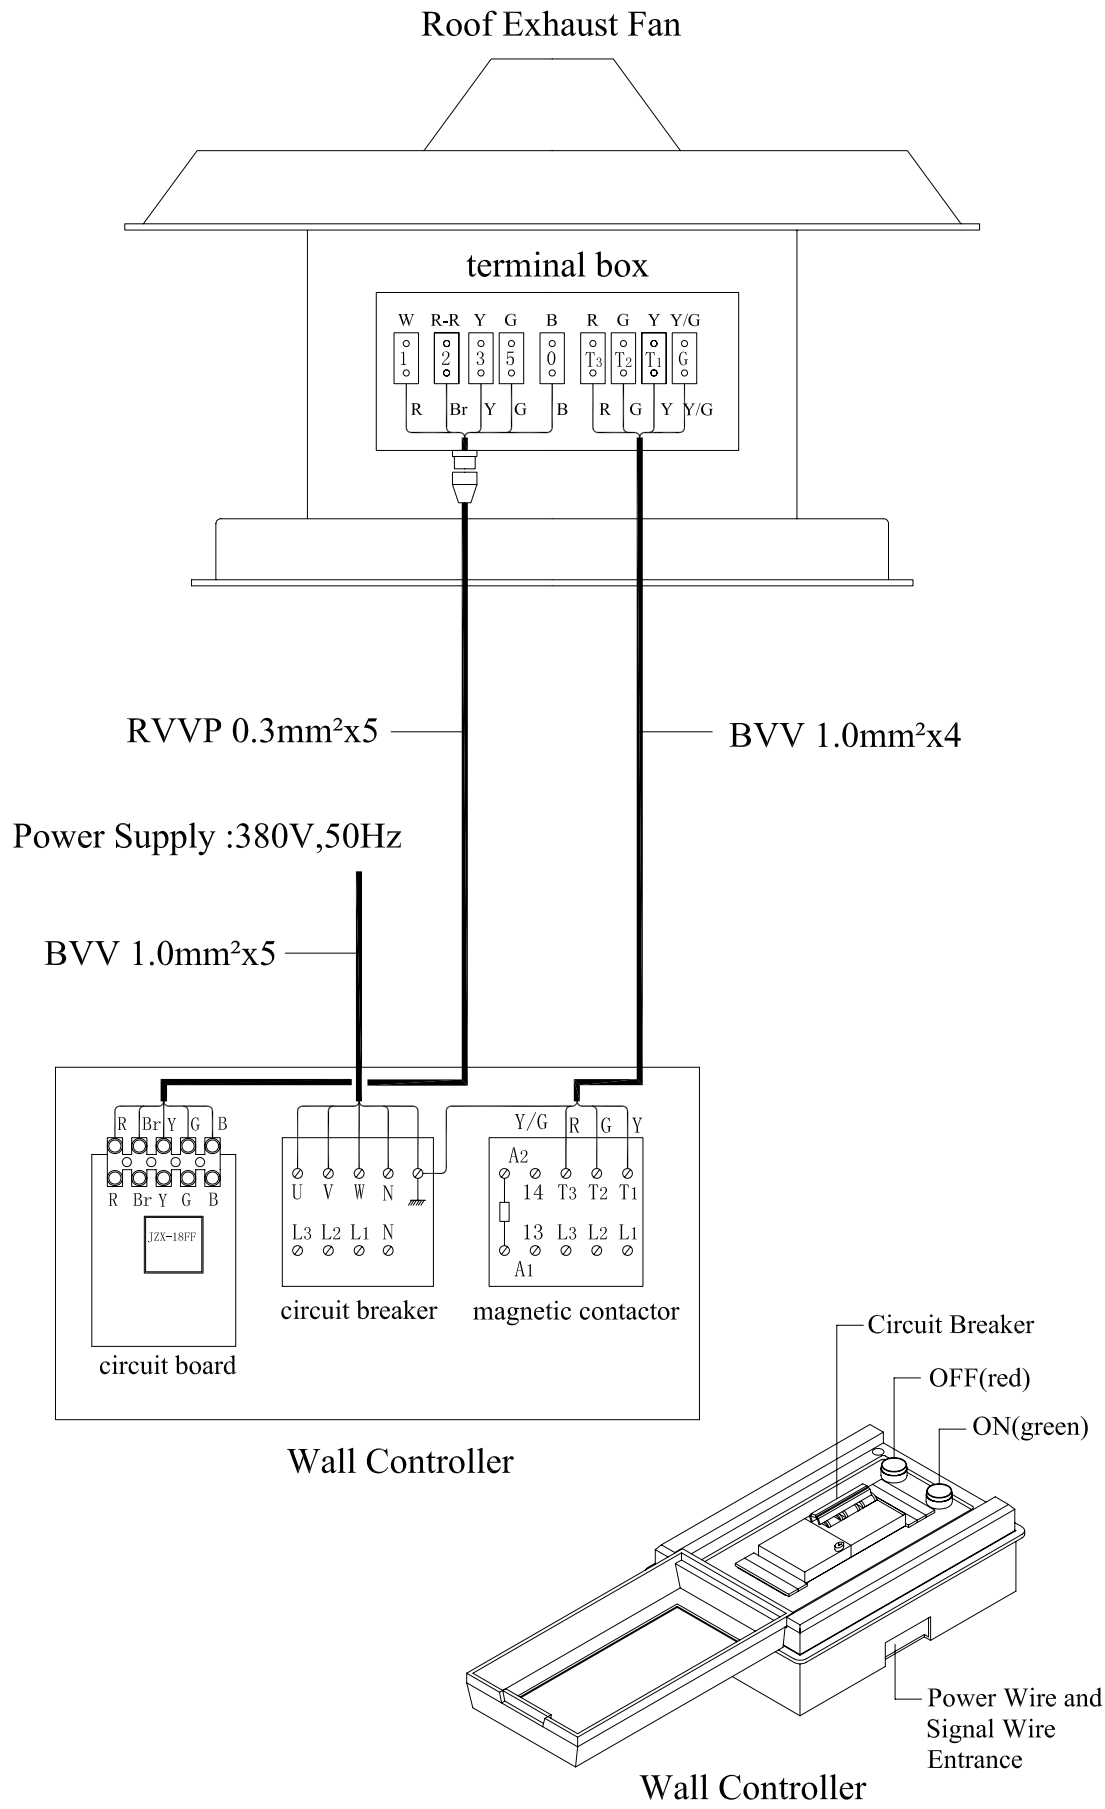 Roof Exhaust Fan
terminal box
W R-R Y G B R G Y Y/G
1 2 3 5 0 T3 T2 T1 G
R Br Y G B R G Y Y/G
RVVP 0.3mm²x5
BVV 1.0mm²x4
Power Supply :380V,50Hz
BVV 1.0mm²x5
R Br Y G B
Y/G R G Y
A2
U V W N
14 T3 T2 T1
R Br Y G B
JZX-18FF
L3 L2 L1 N
13 L3 L2 L1
A1
circuit breaker
magnetic contactor
circuit board
Wall Controller
Circuit Breaker
OFF(red)
ON(green)
Power Wire and
Signal Wire
Entrance
Wall Controller